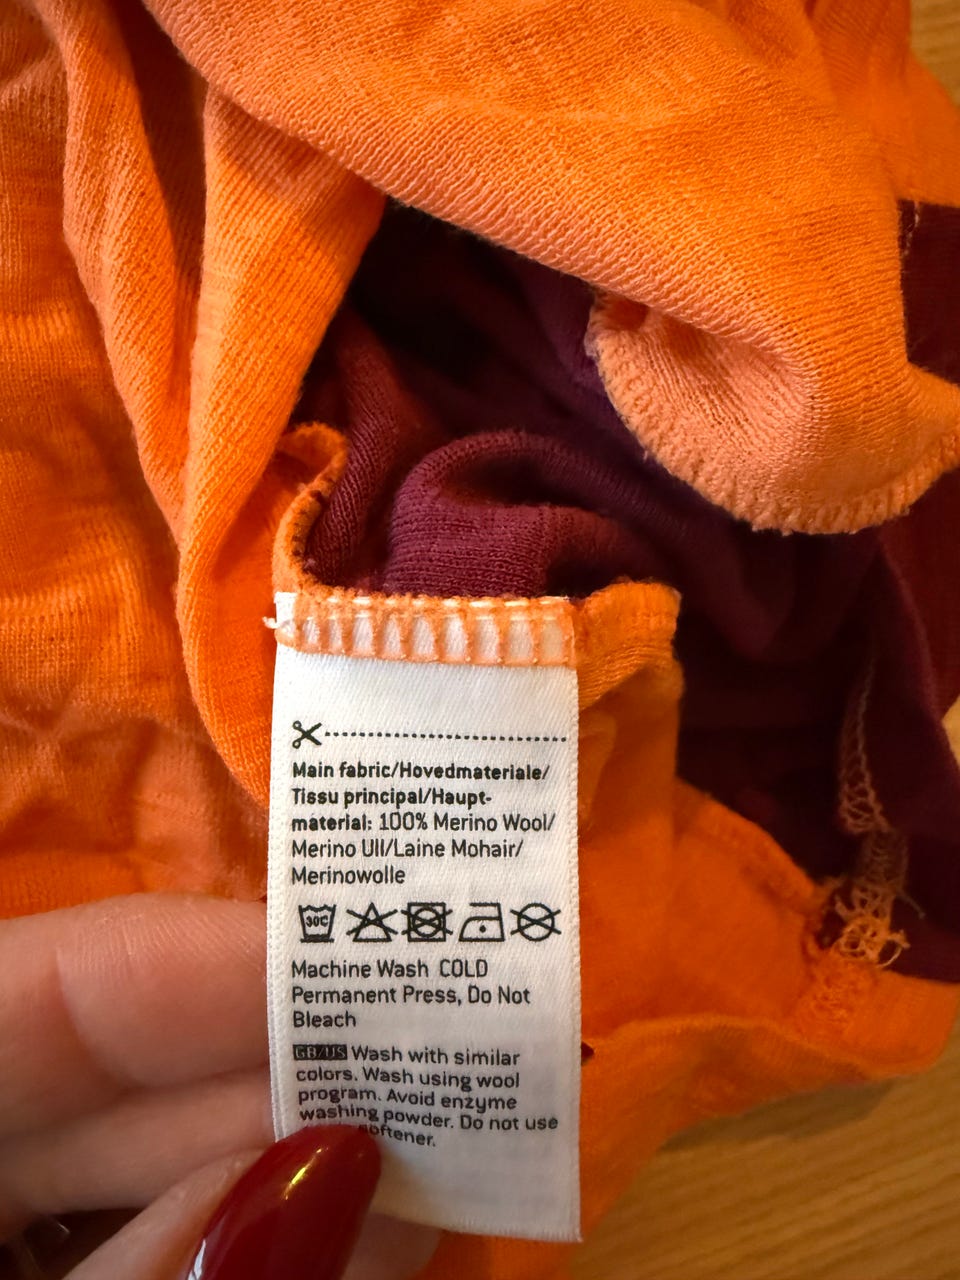 Main fabric/Hovedmateriale/
Tissu principal/Haupt-
material: 100% Merino Wool/
Merino Ull/Laine Mohair/
Merinowolle
30C
Machine Wash COLD
Permanent Press, Do Not
Bleach
GB/US Wash with similar
colors. Wash using wool
program. Avoid enzyme
washing powder. Do not use
softener.